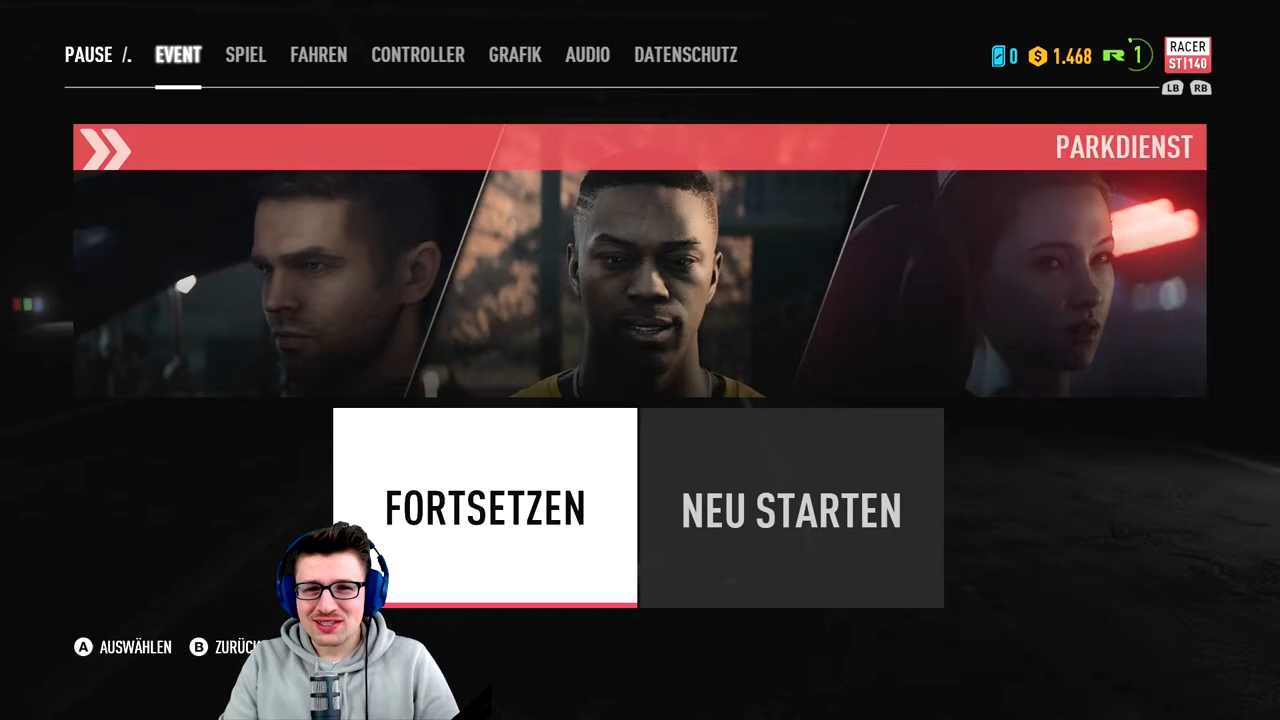 PAUSE /. EVENT SPIEL FAHREN CONTROLLER GRAFIK AUDIO DATENSCHUTZ
0 $ 1.468 R 1
RACER
ST|140
LB RB
PARKDIENST
FORTSETZEN
NEU STARTEN
A AUSWÄHLEN B ZURÜCK